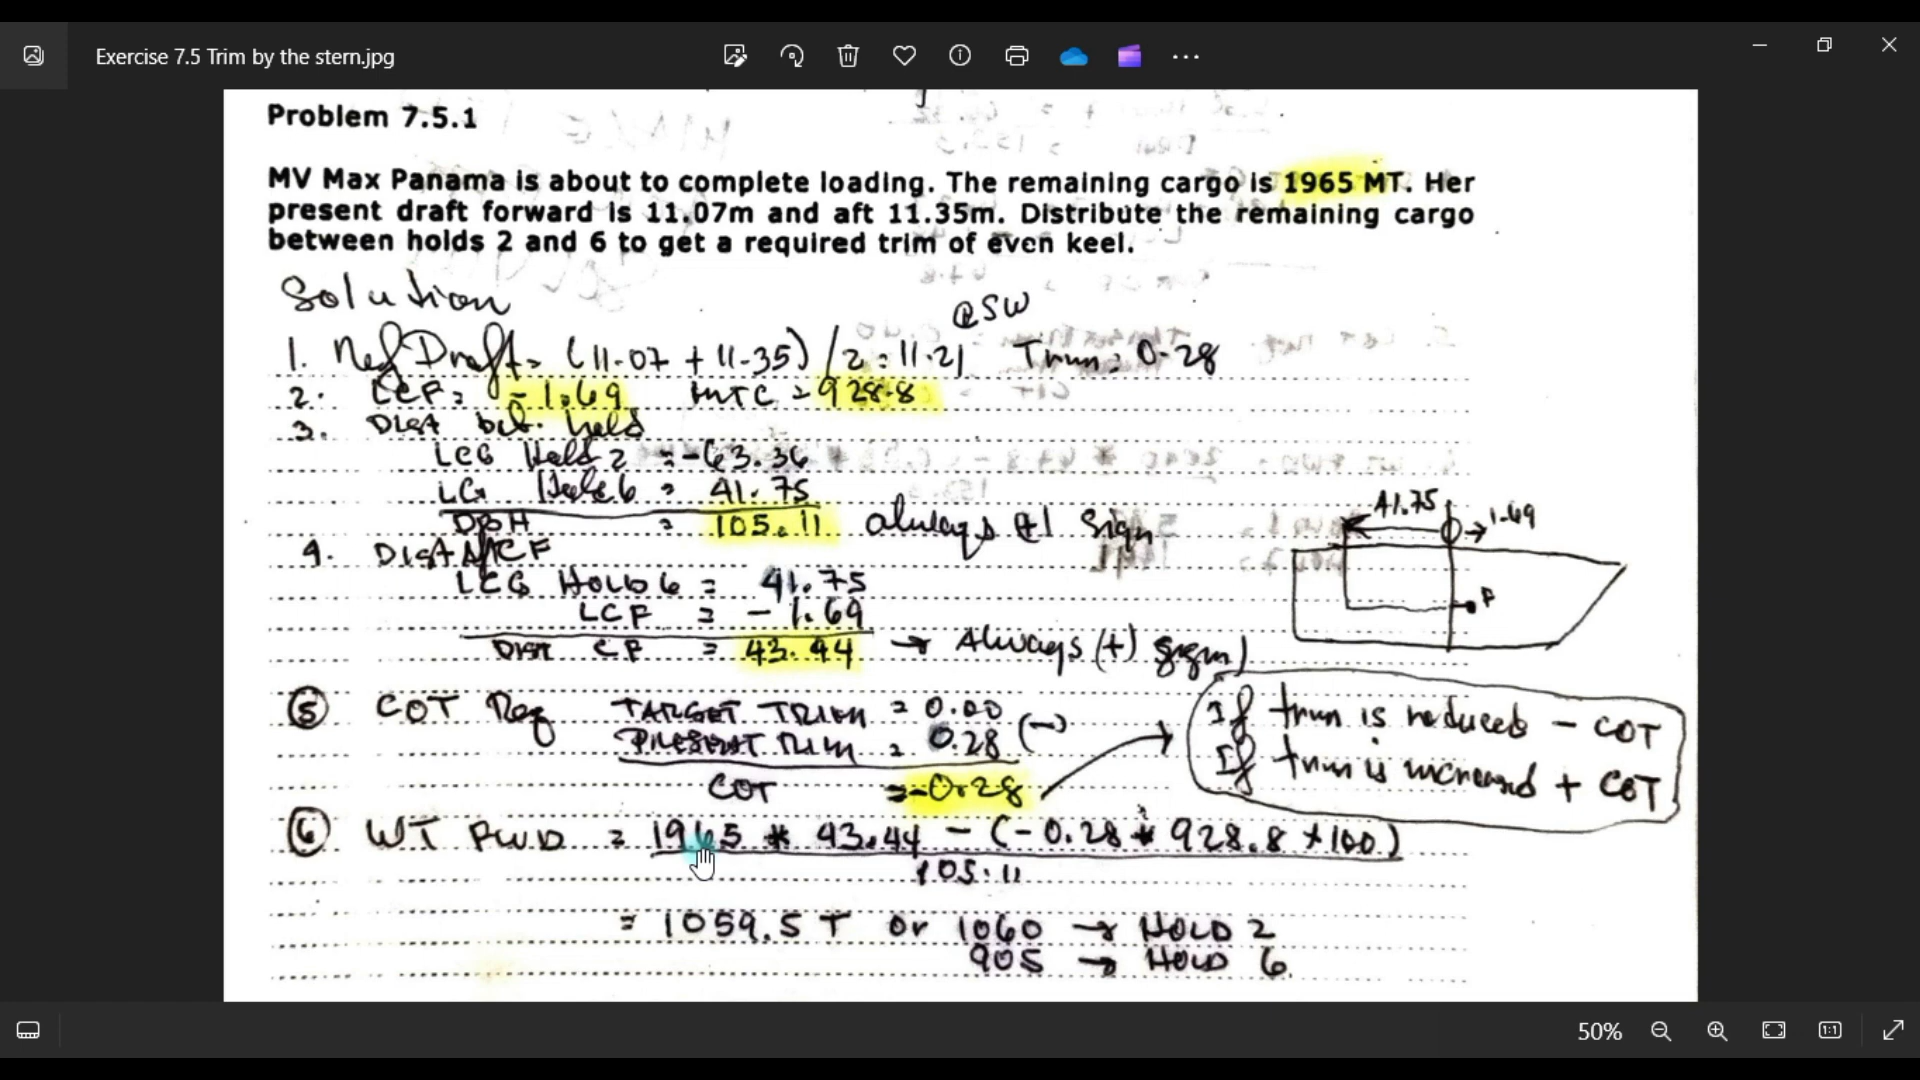 Exercise 7.5 Trim by the stern.jpg
Problem 7.5.1
MV Max Panama is about to complete loading. The remaining cargo is 1965 MT. Her
present draft forward is 11.07m and aft 11.35m. Distribute the remaining cargo
between holds 2 and 6 to get a required trim of even keel.
Solution
@SW
1. Ref Draft = (11.07 + 11.35) / 2 = 11.21 Trim = 0.28
2. LCF = - 1.69 MTC = 928.8
3. Dist bet. hold
LCG Hold 2 = -63.36
LCG Hold 6 = 41.75
DBH = 105.11 always (+) sign
4. DIST CF
LCG HOLD 6 = 41.75
LCF = - 1.69
DIST CF = 43.44 → Always (+) sign)
41.75 1.69
F
5 COT Req TARGET TRIM = 0.00
PRESENT TRIM = 0.28 (-)
COT = -0.28
If trim is reduced - COT
If trim is increased + COT
6 WT FWD = 1965 * 43.44 - (-0.28 * 928.8 * 100)
105.11
= 1059.5 T or 1060 → HOLD 2
905 → HOLD 6
50%
1:1